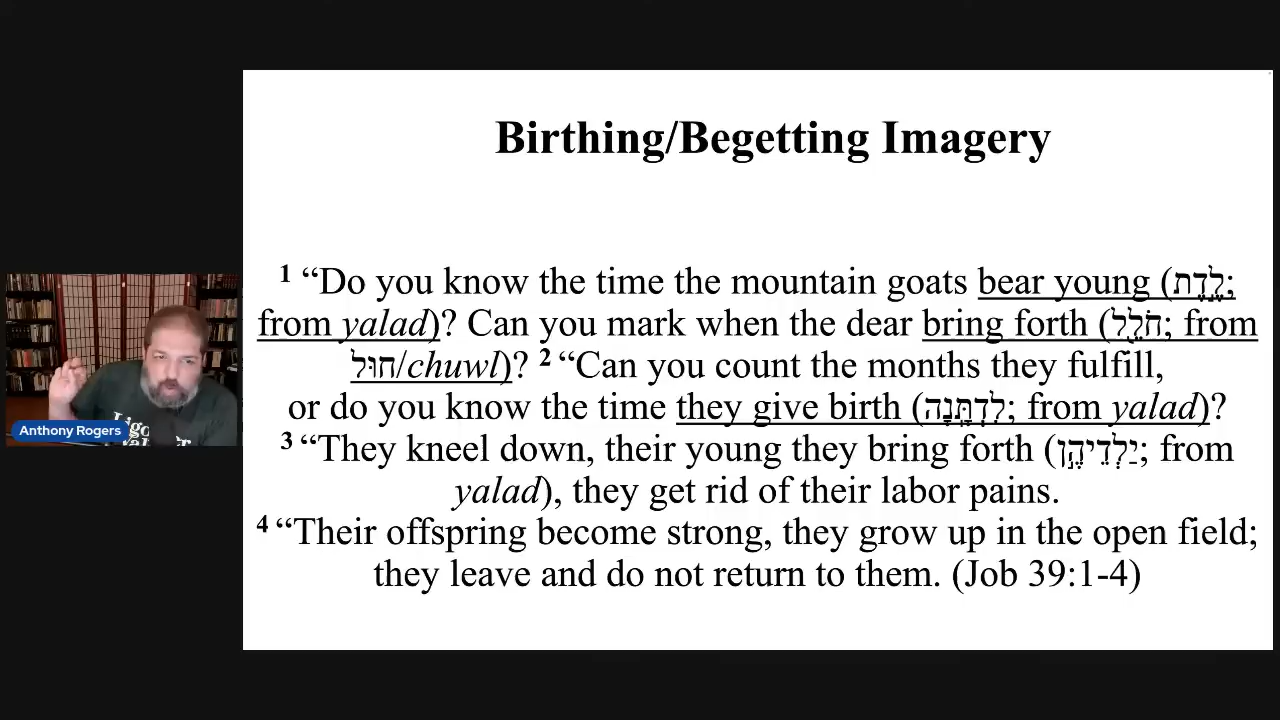 Birthing/Begetting Imagery
1 “Do you know the time the mountain goats bear young (לֶ֣דֶת;
from yalad)? Can you mark when the dear bring forth (חֹלֵ֖ל; from
חוּל/chuwl)? 2 “Can you count the months they fulfill,
or do you know the time they give birth (לִדְתָּֽנָה; from yalad)?
3 “They kneel down, their young they bring forth (יַלְדֵיהֶ֣ן; from
yalad), they get rid of their labor pains.
4 “Their offspring become strong, they grow up in the open field;
they leave and do not return to them. (Job 39:1-4)
Anthony Rogers